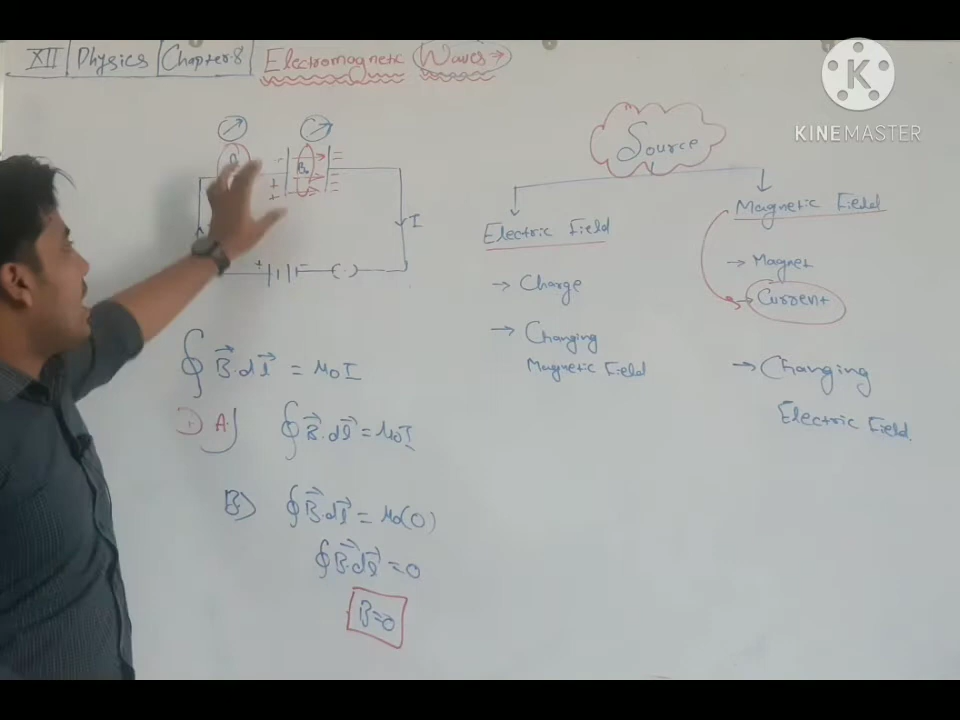 XII | Physics | Chapter-8 | Electromagnetic Waves →
K
KINEMASTER
Source
Electric Field
Magnetic Field
→ Charge
→ Changing
Magnetic Field
→ Magnet
→ Current
→ Changing
Electric Field.
A
B
+ -
+
+
I
+ -
(·)
∮ B⃗.dl⃗ = μ0I
1) A) ∮ B⃗.dl⃗ = μ0I
B) ∮ B⃗.dl⃗ = μ0(0)
∮ B⃗.dl⃗ = 0
B=0